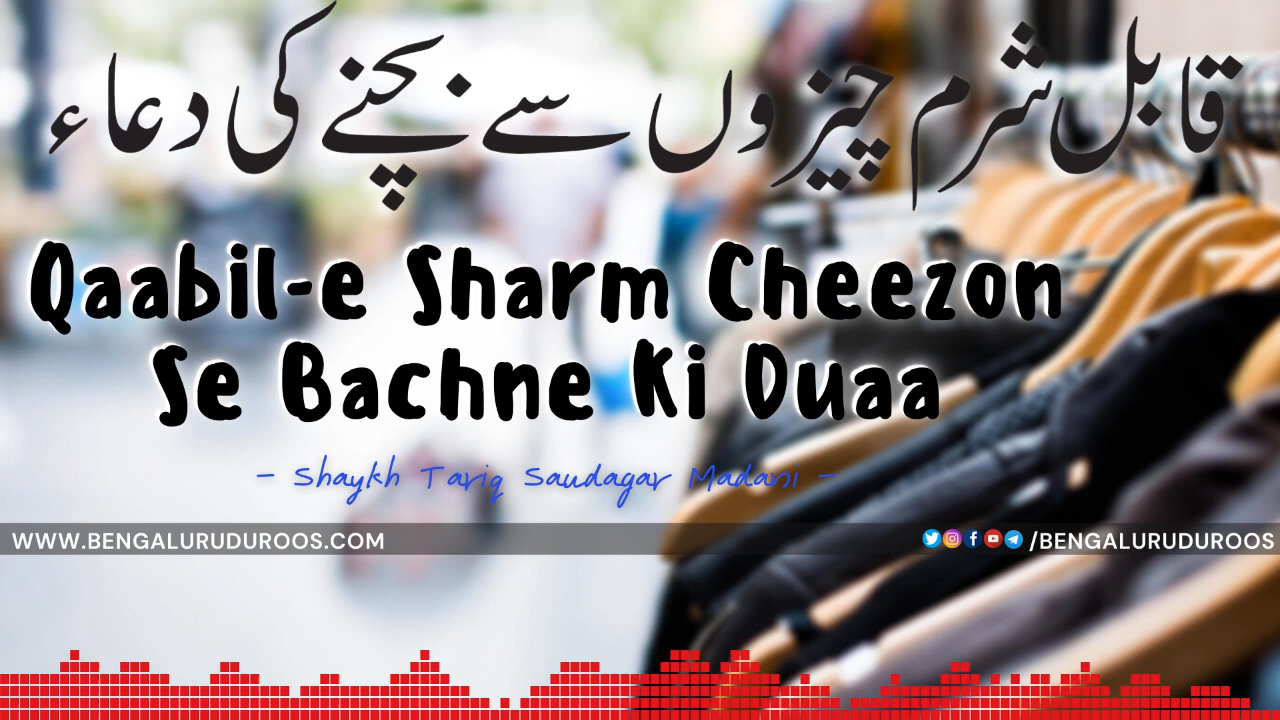 قابل شرم چیزوں سے بچنے کی دعاء
Qaabil-e Sharm Cheezon
Se Bachne Ki Duaa
- Shaykh Tariq Saudagar Madani -
WWW.BENGALURUDUROOS.COM
/BENGALURUDUROOS